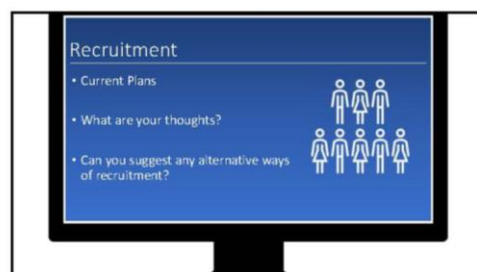 Recruitment
• Current Plans
• What are your thoughts?
• Can you suggest any alternative ways
of recruitment?